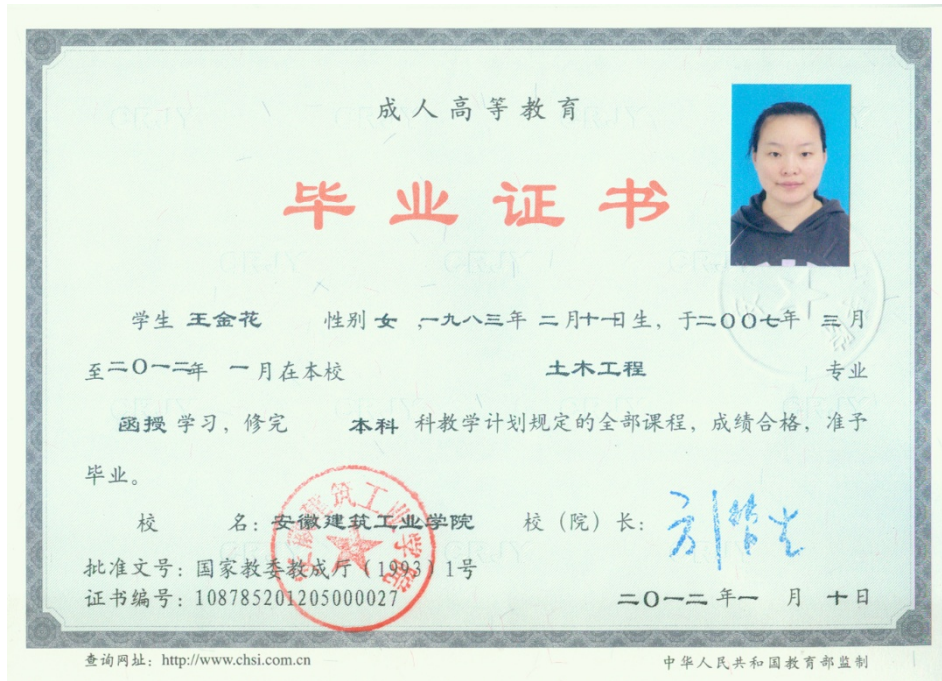 成人高等教育
毕业证书
学生 王金花 性别 女 ,一九八三年 二月十一日生，于二〇〇七年 三月
至二〇一二年 一月在本校 土木工程 专业
函授 学习，修完 本科 科教学计划规定的全部课程，成绩合格，准予
毕业。
校 名：安徽建筑工业学院 校（院）长：
批准文号：国家教委教成厅（1993）1号
证书编号：108785201205000027
二〇一二年一 月 十日
查询网址：http://www.chsi.com.cn
中华人民共和国教育部监制